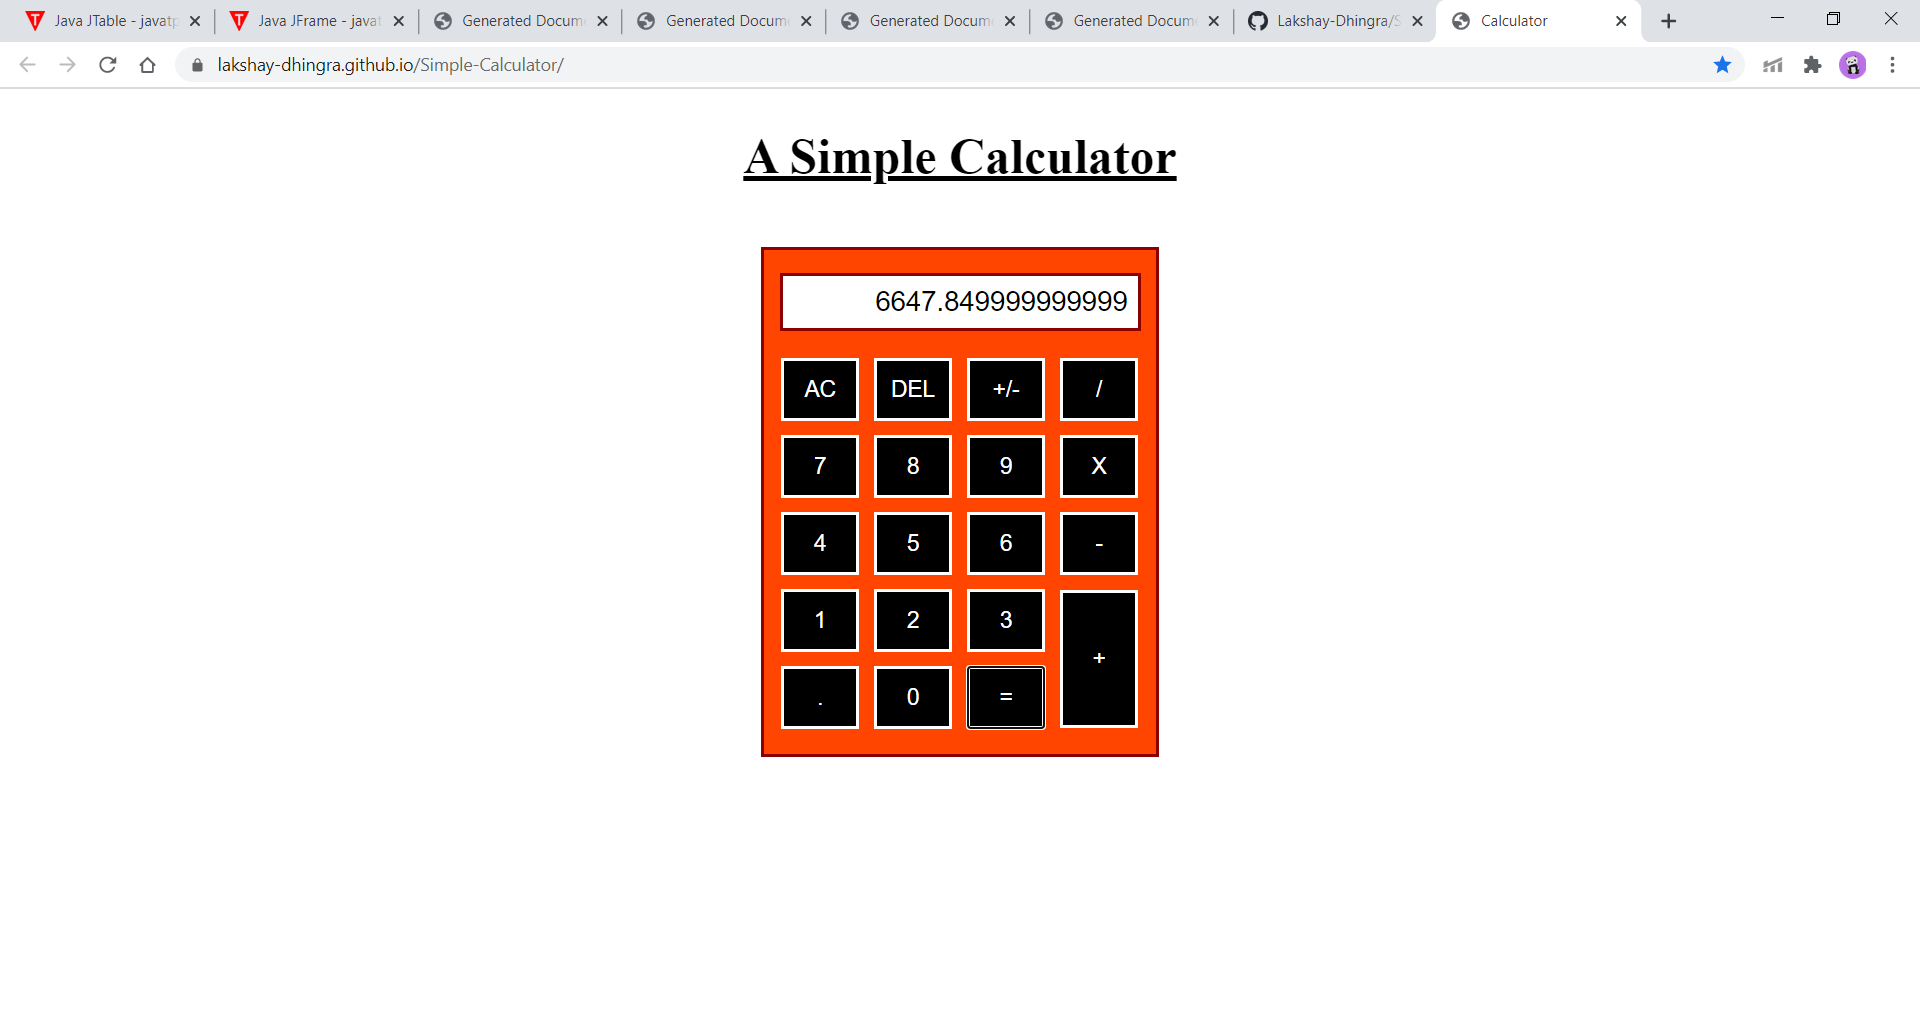 Java JTable - javatp
Java JFrame - javat
Generated Docum
Generated Docum
Generated Docum
Generated Docum
Lakshay-Dhingra/S
Calculator
lakshay-dhingra.github.io/Simple-Calculator/
A Simple Calculator
6647.849999999999
AC DEL +/- /
7 8 9 X
4 5 6 -
1 2 3 +
. 0 =